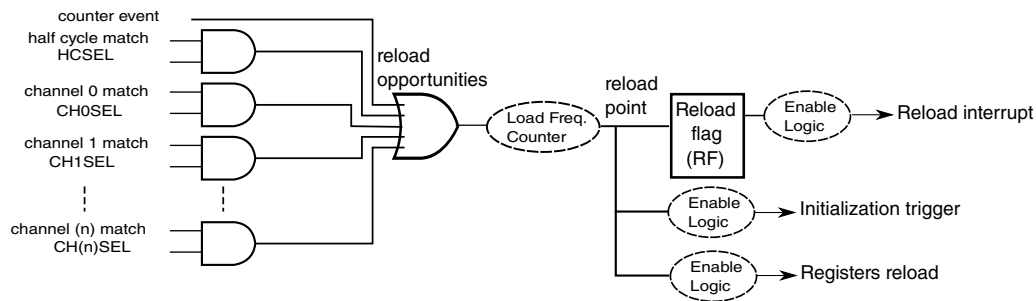 counter event
half cycle match
HCSEL
channel 0 match
CH0SEL
channel 1 match
CH1SEL
channel (n) match
CH(n)SEL
reload
opportunities
Load Freq.
Counter
reload
point
Reload
flag
(RF)
Enable
Logic
Reload interrupt
Enable
Logic
Initialization trigger
Enable
Logic
Registers reload